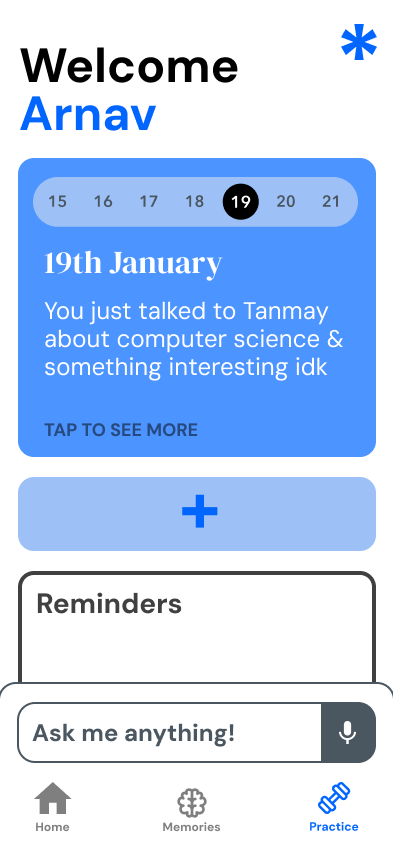 Welcome
Arnav
15 16 17 18 19 20 21
19th January
You just talked to Tanmay
about computer science &
something interesting idk
TAP TO SEE MORE
+
Reminders
Ask me anything!
Home Memories Practice